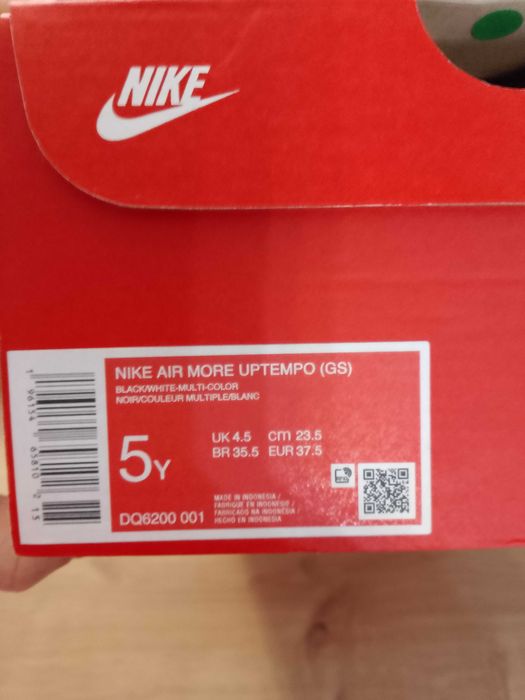 NIKE
NIKE AIR MORE UPTEMPO (GS)
BLACK/WHITE-MULTI-COLOR
NOIR/COULEUR MULTIPLE/BLANC
5Y
UK 4.5 cm 23.5
BR 35.5 EUR 37.5
DQ6200 001
MADE IN INDONESIA /
FABRIQUE EN INDONESIE /
FABRICADO NA INDONÉSIA /
HECHO EN INDONESIA